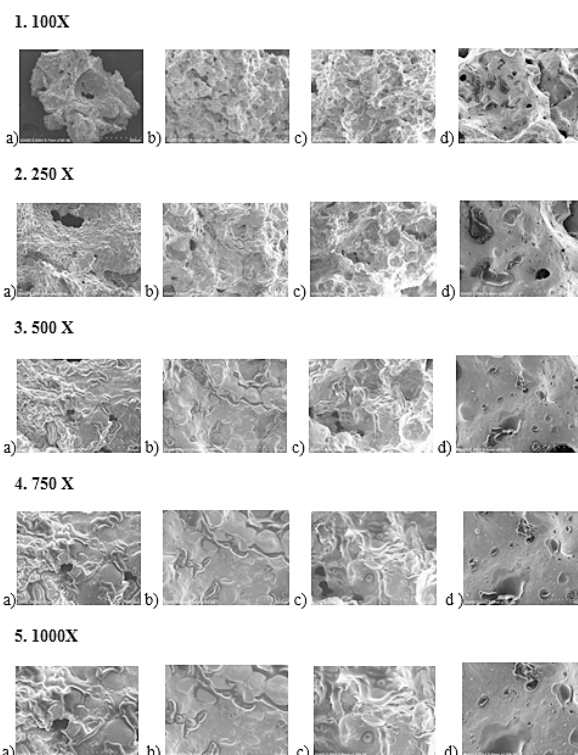 1. 100X
a) b) c) d)
2. 250 X
a) b) c) d)
3. 500 X
a) b) c) d)
4. 750 X
a) b) c) d )
5. 1000X
a) b) c) d)